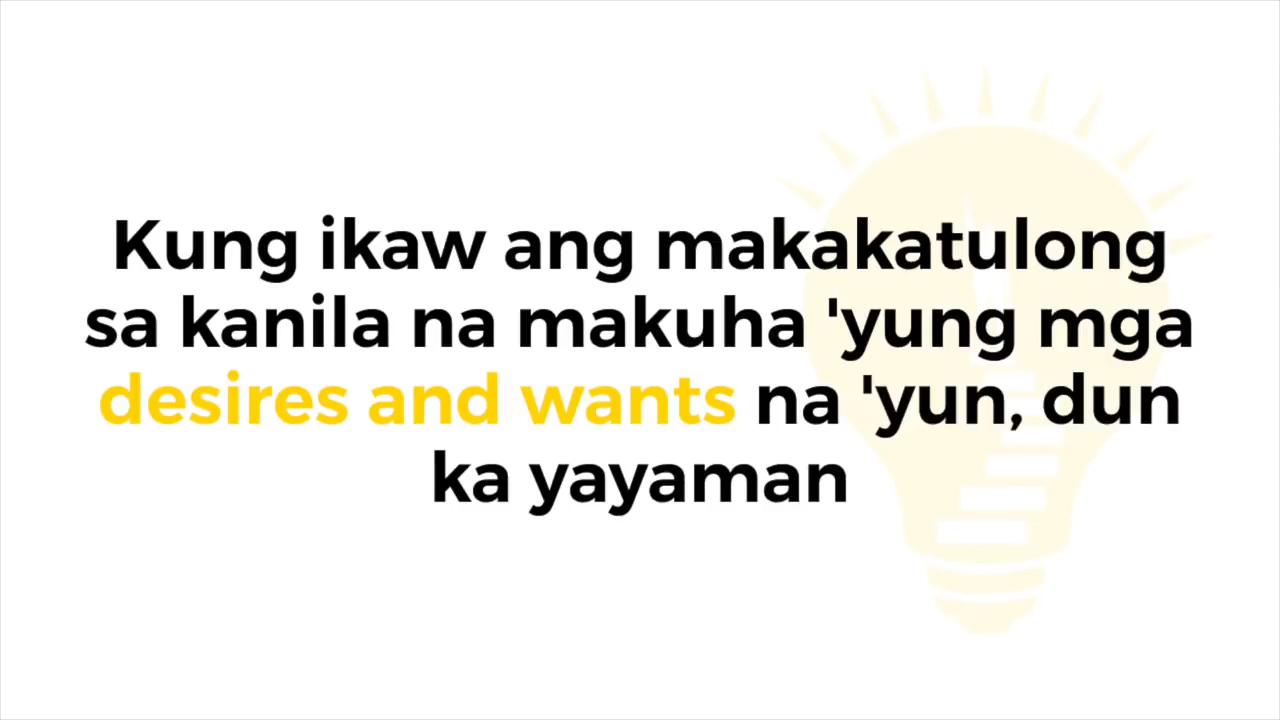 Kung ikaw ang makakatulong
sa kanila na makuha 'yung mga
desires and wants na 'yun, dun
ka yayaman